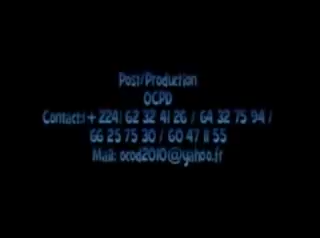 Post/Production
OCPD
Contact: (+ 224) 62 32 41 26 / 64 32 75 94 /
66 25 75 30 / 60 47 11 55
Mail: ocod2010@yahoo.fr